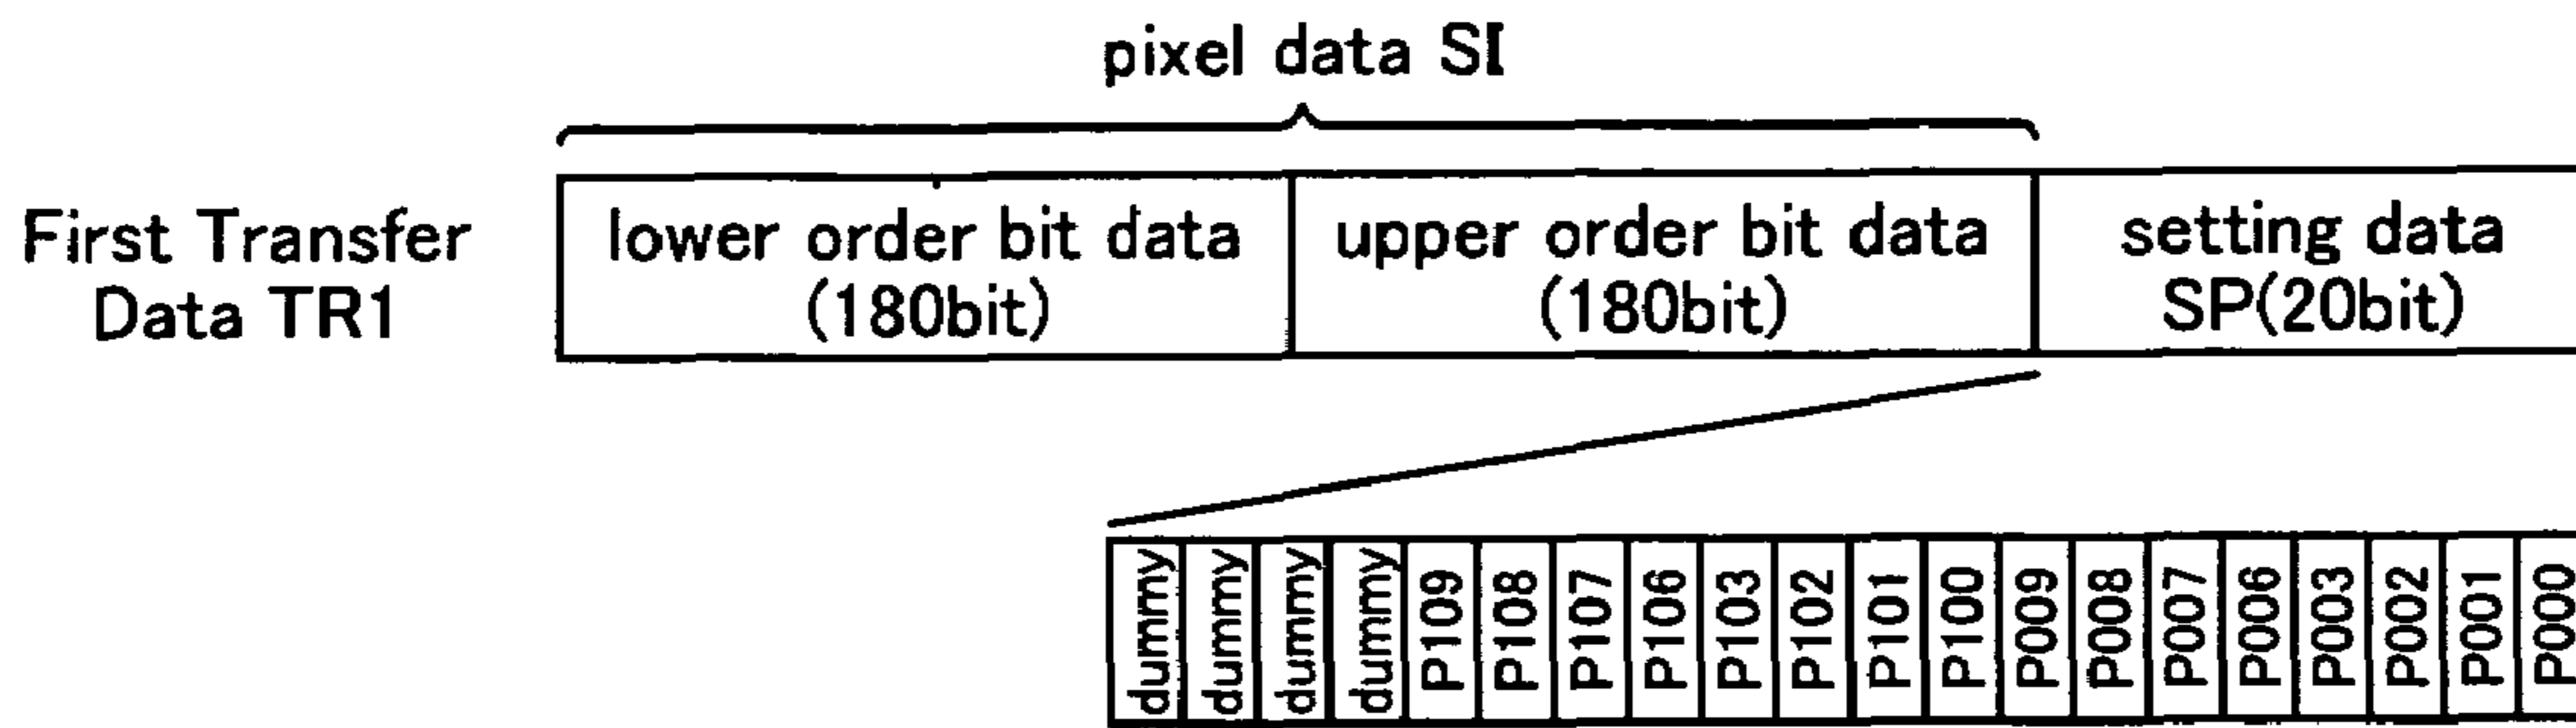 pixel data SI
First Transfer
Data TR1
lower order bit data
(180bit)
upper order bit data
(180bit)
setting data
SP(20bit)
dummy
dummy
dummy
dummy
P109
P108
P107
P106
P103
P102
P101
P100
P009
P008
P007
P006
P003
P002
P001
P000